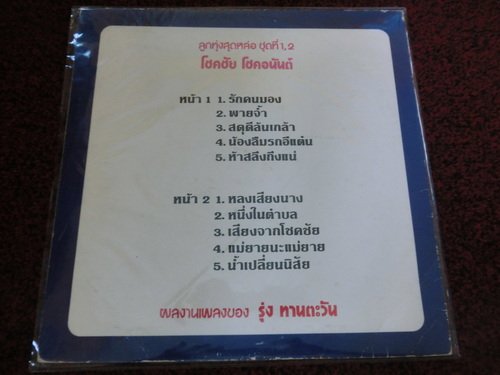 ลูกทุ่งสุดหล่อ ชุดที่ 1, 2
โชคชัย โชคอนันต์
หน้า 1 1. รักคนมอง
2. พายจ๋ำ
3. สดุดีลันเกล้า
4. น้องลืมรกอีแต่น
5. ห้าสลึงถึงแน่
หน้า 2 1. หลงเสียงนาง
2. หนึ่งในตำบล
3. เสียงจากโชคชัย
4. แม่ยายนะแม่ยาย
5. น้ำเปลี่ยนนิสัย
ผลงานเพลงของ รุ่ง ทานตะวัน